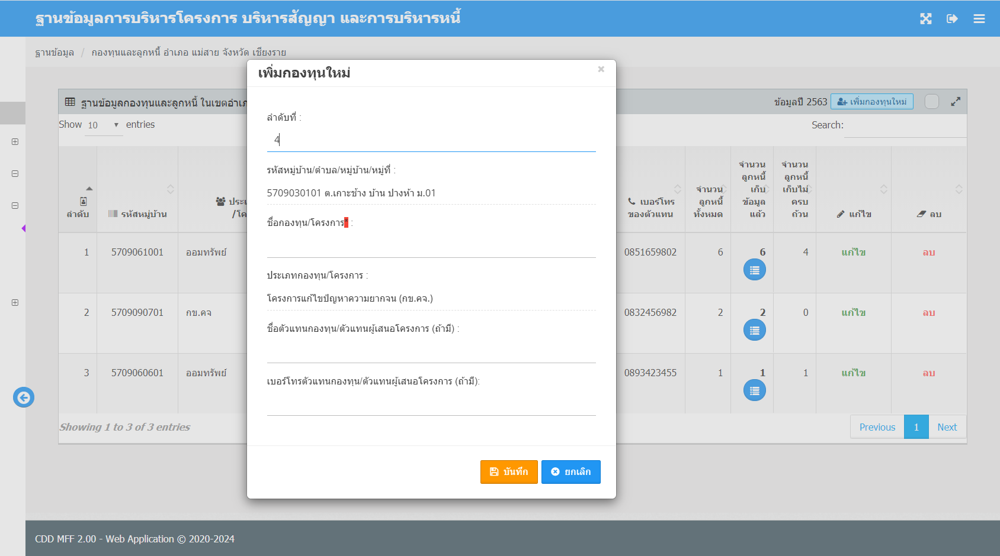 ฐานข้อมูลการบริหารโครงการ บริหารสัญญา และการบริหารหนี้
ฐานข้อมูล / กองทุนและลูกหนี้ อำเภอ แม่สาย จังหวัด เชียงราย
ฐานข้อมูลกองทุนและลูกหนี้ ในเขตอำเภ
ข้อมูลปี 2563 เพิ่มกองทุนใหม่
Show 10 entries
Search:
ลำดับ
รหัสหมู่บ้าน
ประเ
/โค
เบอร์โทร
ของตัวแทน
จำนวน
ลูกหนี้
ทั้งหมด
จำนวน
ลูกหนี้
เก็บ
ข้อมูล
แล้ว
จำนวน
ลูกหนี้
เก็บไม่
ครบ
ถ้วน
แก้ไข
ลบ
1 5709061001 ออมทรัพย์ 0851659802 6 6 4 แก้ไข ลบ
2 5709090701 กข.คจ 0832456982 2 2 0 แก้ไข ลบ
3 5709060601 ออมทรัพย์ 0893423455 1 1 1 แก้ไข ลบ
Showing 1 to 3 of 3 entries
Previous 1 Next
เพิ่มกองทุนใหม่ ×
ลำดับที่ :
4
รหัสหมู่บ้าน/ตำบล/หมู่บ้าน/หมู่ที่ :
5709030101 ต.เกาะช้าง บ้าน ปางห้า ม.01
ชื่อกองทุน/โครงการ* :
ประเภทกองทุน/โครงการ :
โครงการแก้ไขปัญหาความยากจน (กข.คจ.)
ชื่อตัวแทนกองทุน/ตัวแทนผู้เสนอโครงการ (ถ้ามี) :
เบอร์โทรตัวแทนกองทุน/ตัวแทนผู้เสนอโครงการ (ถ้ามี):
บันทึก ยกเลิก
CDD MFF 2.00 - Web Application © 2020-2024